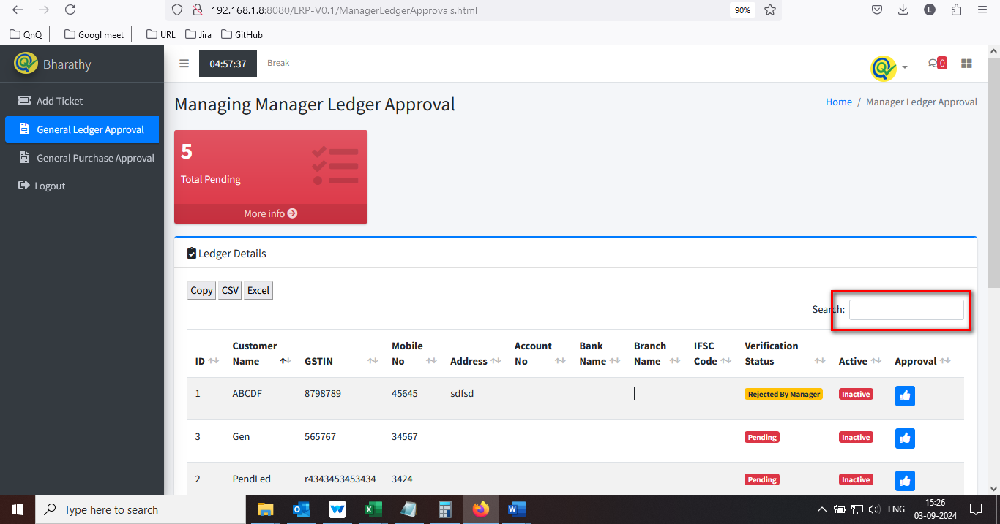 192.168.1.8:8080/ERP-V0.1/ManagerLedgerApprovals.html
90%
L
QnQ
Googl meet
URL
Jira
GitHub
Bharathy
04:57:37
Break
0
Add Ticket
General Ledger Approval
General Purchase Approval
Logout
Managing Manager Ledger Approval
Home / Manager Ledger Approval
5
Total Pending
More info
Ledger Details
Copy CSV Excel
Search:
ID Customer Name GSTIN Mobile No Address Account No Bank Name Branch Name IFSC Code Verification Status Active Approval
1 ABCDF 8798789 45645 sdfsd Rejected By Manager Inactive
3 Gen 565767 34567 Pending Inactive
2 PendLed r4343453453434 3424 Pending Inactive
Type here to search
ENG
15:26
03-09-2024